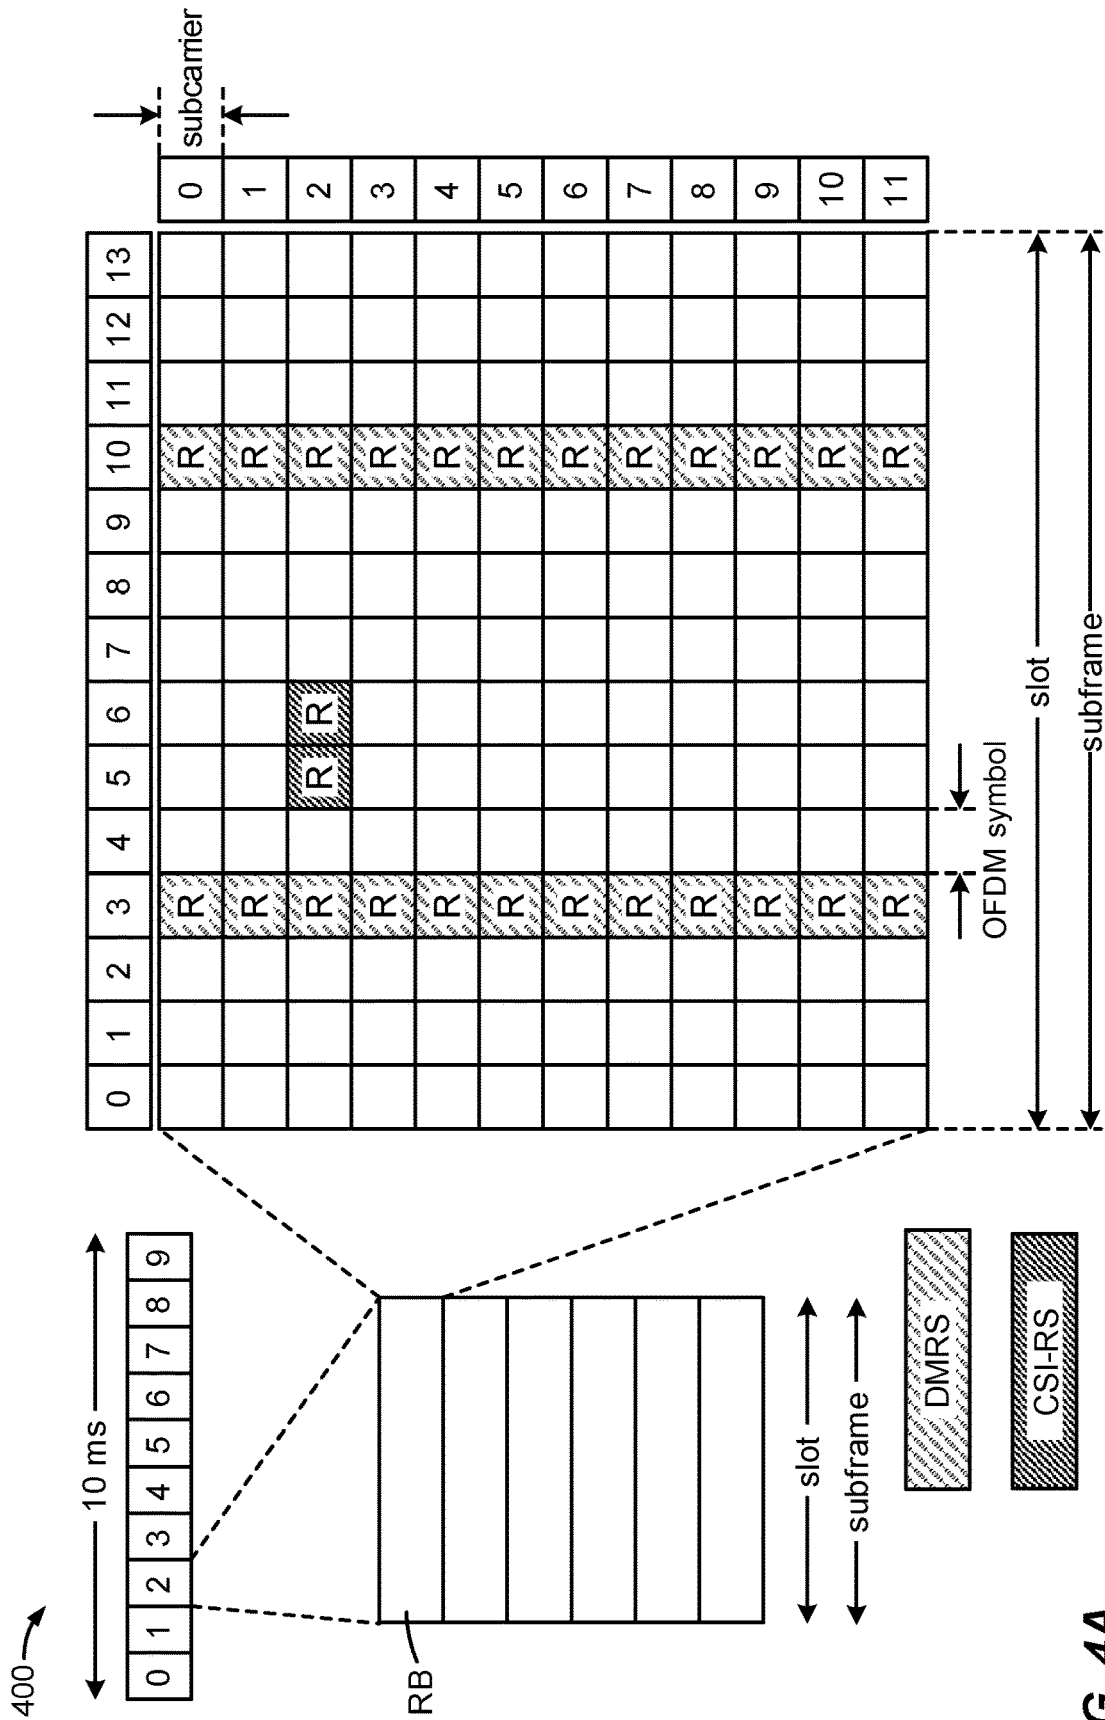 400
10 ms
0 1 2 3 4 5 6 7 8 9
RB
slot
subframe
DMRS
CSI-RS
0 1 2 3 4 5 6 7 8 9 10 11 12 13
subcarrier
R R 0
R R 1
R R R R 2
R R 3
R R 4
R R 5
R R 6
R R 7
R R 8
R R 9
R R 10
R R 11
OFDM symbol
slot
subframe
G 4A